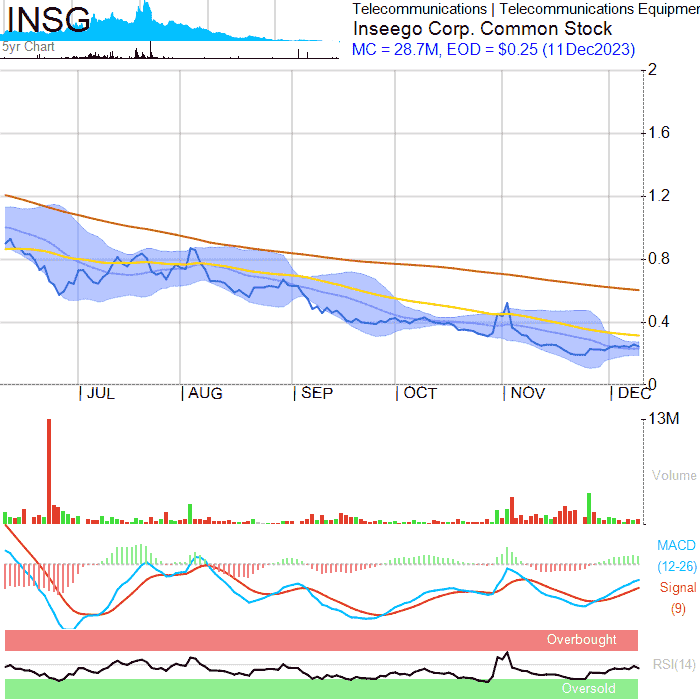 INSG
5yr Chart
Telecommunications | Telecommunications Equipmen
Inseego Corp. Common Stock
MC = 28.7M, EOD = $0.25 (11Dec2023)
2
1.6
1.2
0.8
0.4
0
JUL AUG SEP OCT NOV DEC
13M
Volume
MACD
(12-26)
Signal
(9)
Overbought
RSI(14)
Oversold